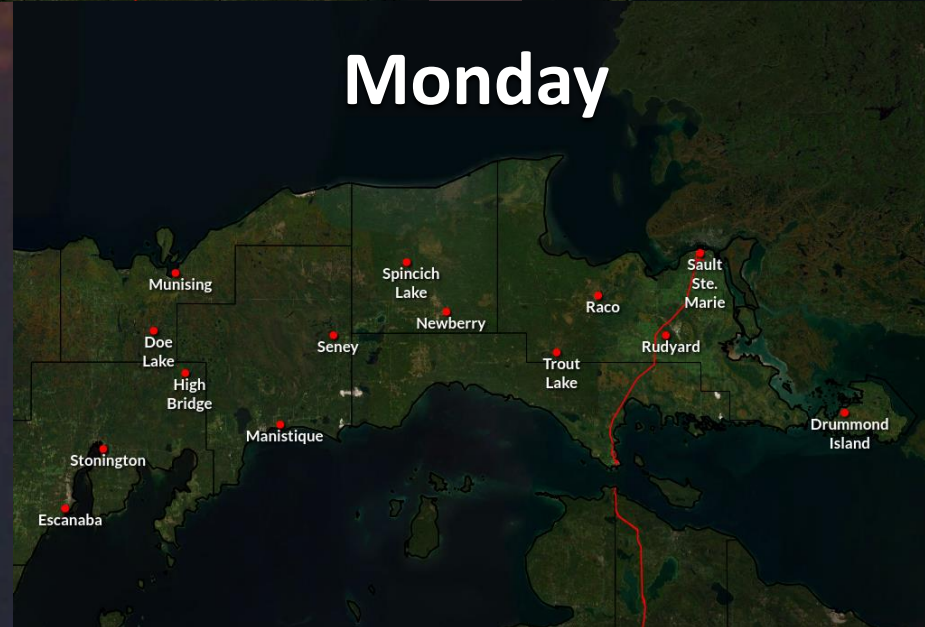 Monday
Sault
Ste.
Marie
Spincich
Lake
Munising
Raco
Newberry
Doe
Lake
Seney
Rudyard
Trout
Lake
High
Bridge
Drummond
Island
Manistique
Stonington
Escanaba